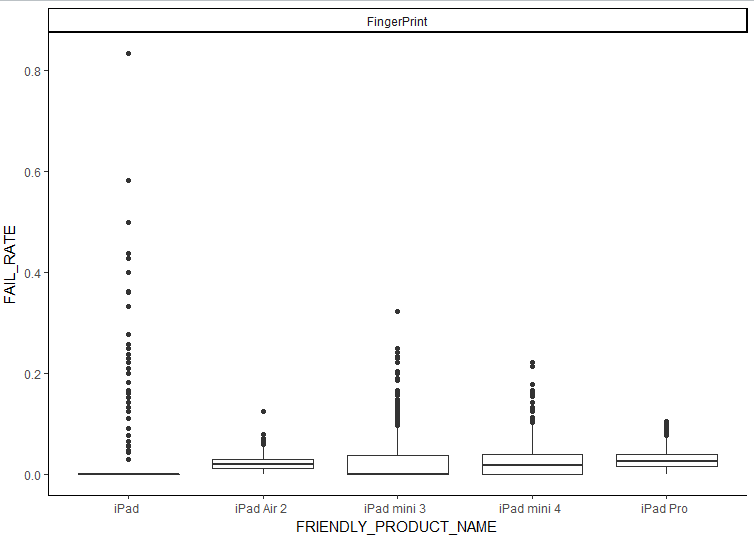 FingerPrint
FAIL_RATE
0.8
0.6
0.4
0.2
0.0
iPad
iPad Air 2
iPad mini 3
iPad mini 4
iPad Pro
FRIENDLY_PRODUCT_NAME